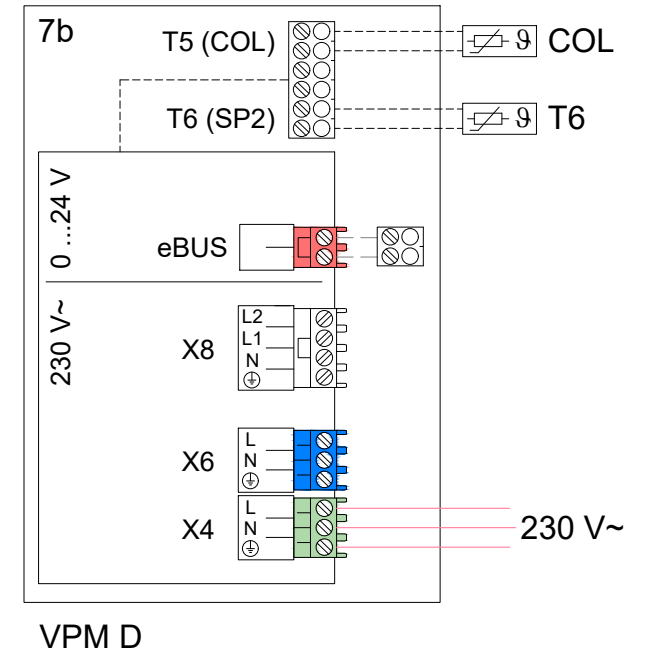 7b
T5 (COL)
ϑ COL
T6 (SP2)
ϑ T6
0 ...24 V
eBUS
230 V~
X8
L2
L1
N
X6
L
N
X4
L
N
230 V~
VPM D